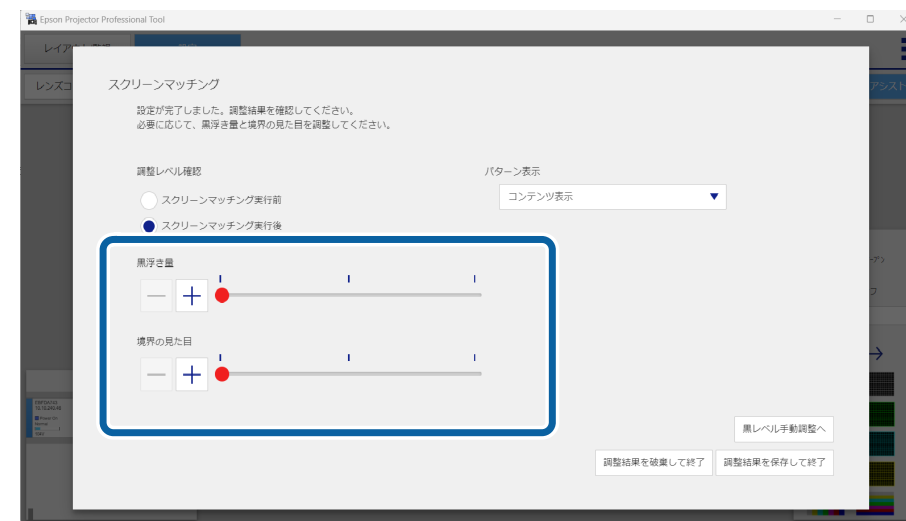 Epson Projector Professional Tool
レンズコ
アシスト
スクリーンマッチング
設定が完了しました。調整結果を確認してください。
必要に応じて、黒浮き量と境界の見た目を調整してください。
調整レベル確認
パターン表示
スクリーンマッチング実行前
コンテンツ表示
スクリーンマッチング実行後
黒浮き量
境界の見た目
黒レベル手動調整へ
調整結果を破棄して終了
調整結果を保存して終了